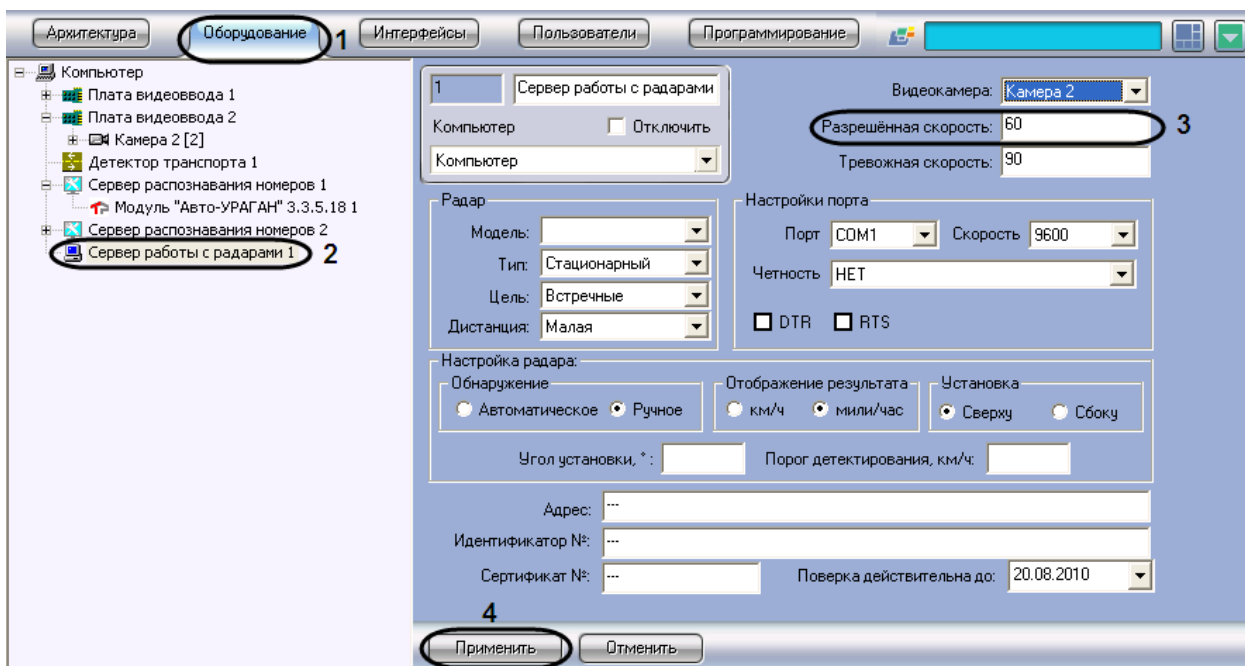 Архитектура Оборудование 1 Интерфейсы Пользователи Программирование
Компьютер
Плата видеоввода 1
Плата видеоввода 2
Камера 2 [2]
Детектор транспорта 1
Сервер распознавания номеров 1
Модуль "Авто-УРАГАН" 3.3.5.18 1
Сервер распознавания номеров 2
Сервер работы с радарами 1 2
1 Сервер работы с радарами
Компьютер Отключить
Компьютер
Видеокамера: Камера 2
Разрешённая скорость: 60 3
Тревожная скорость: 90
Радар
Модель:
Тип: Стационарный
Цель: Встречные
Дистанция: Малая
Настройки порта
Порт COM1 Скорость 9600
Четность НЕТ
DTR RTS
Настройка радара:
Обнаружение
Автоматическое Ручное
Отображение результата
км/ч мили/час
Установка
Сверху Сбоку
Угол установки, ° : Порог детектирования, км/ч:
Адрес: ---
Идентификатор №: ---
Сертификат №: --- Поверка действительна до: 20.08.2010
4
Применить Отменить